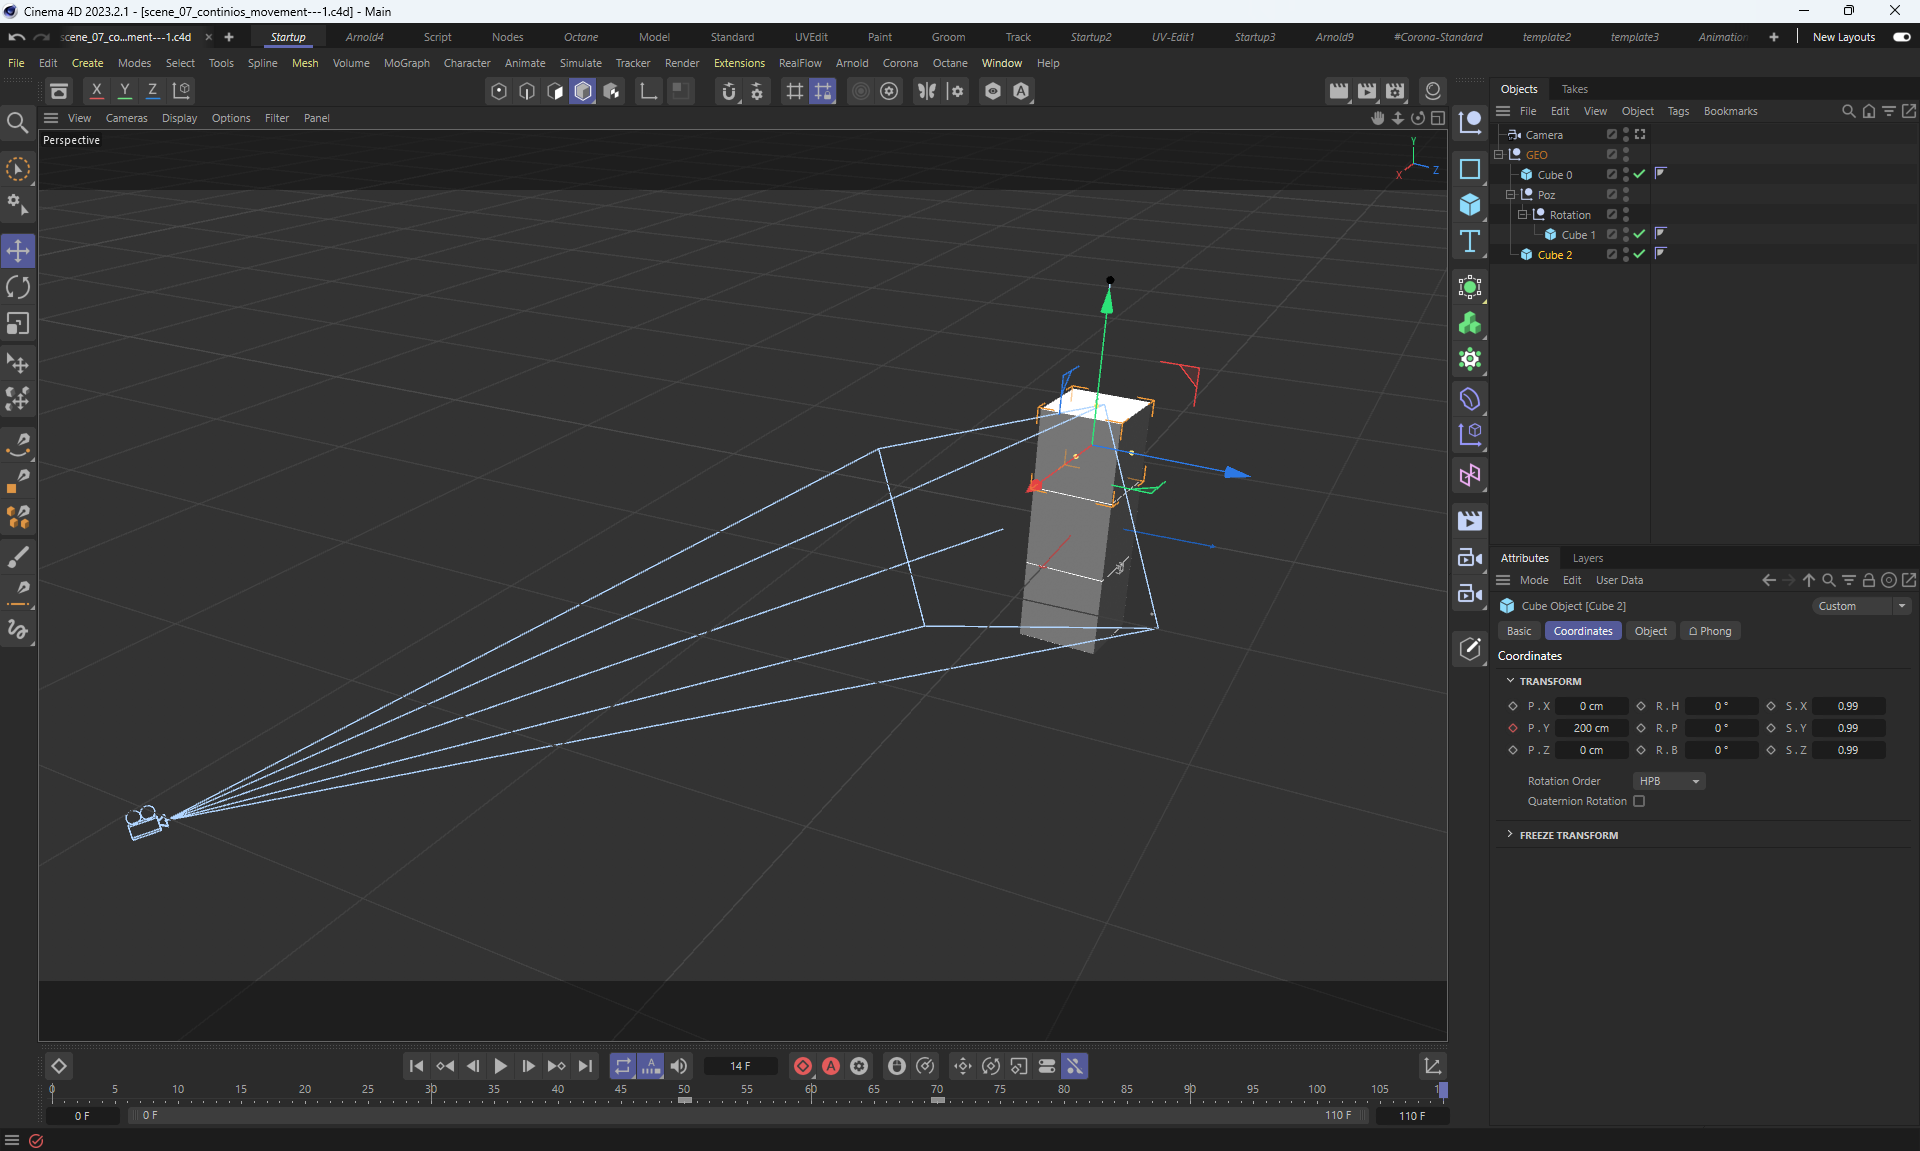 Cinema 4D 2023.2.1 - [scene_07_continios_movement---1.c4d] - Main
scene_07_co...ment---1.c4d × + Startup Arnold4 Script Nodes Octane Model Standard UVEdit Paint Groom Track Startup2 UV-Edit1 Startup3 Arnold9 #Corona-Standard template2 template3 Animation + New Layouts
File Edit Create Modes Select Tools Spline Mesh Volume MoGraph Character Animate Simulate Tracker Render Extensions RealFlow Arnold Corona Octane Window Help
X Y Z
Objects Takes
View Cameras Display Options Filter Panel
File Edit View Object Tags Bookmarks
Perspective
Y
Z
X
Camera
GEO
Cube 0
Poz
Rotation
Cube 1
Cube 2
Attributes Layers
Mode Edit User Data
Cube Object [Cube 2]
Custom
Basic Coordinates Object Phong
Coordinates
TRANSFORM
P . X 0 cm R . H 0 ° S . X 0.99
P . Y 200 cm R . P 0 ° S . Y 0.99
P . Z 0 cm R . B 0 ° S . Z 0.99
Rotation Order HPB
Quaternion Rotation
FREEZE TRANSFORM
14 F
0 5 10 15 20 25 30 35 40 45 50 55 60 65 70 75 80 85 90 95 100 105 1
0 F 0 F 110 F 110 F